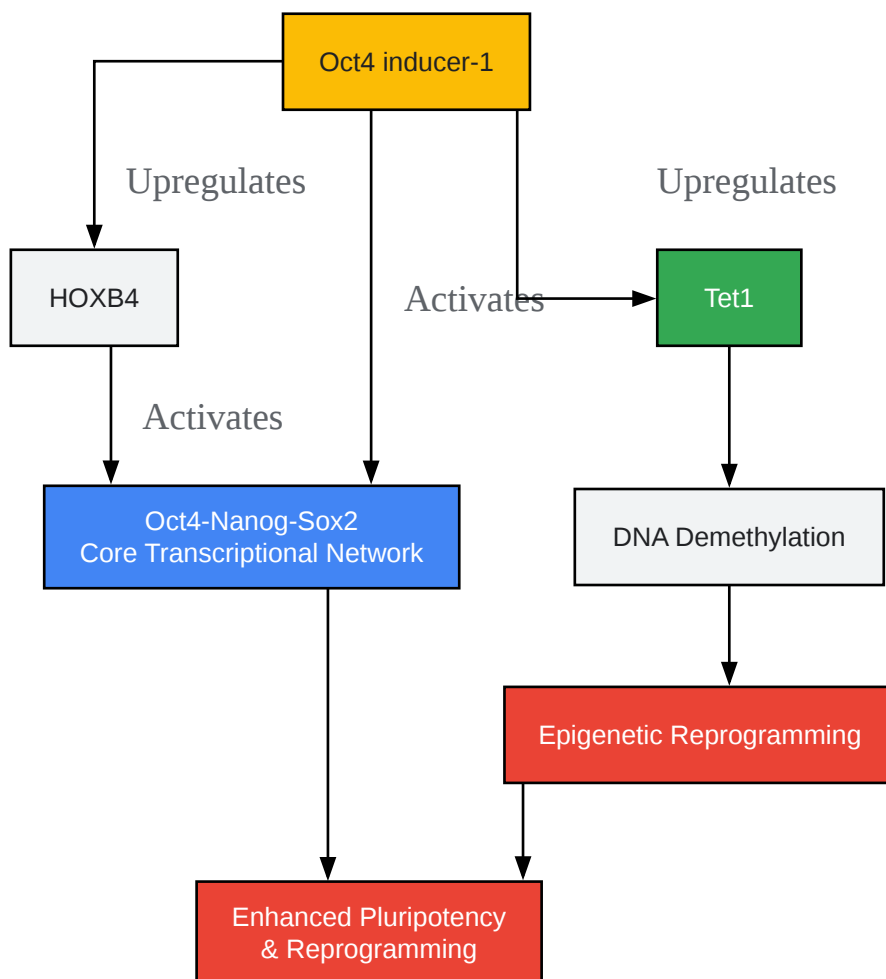 Oct4 inducer-1
Upregulates
Upregulates
HOXB4
Activates
Tet1
Activates
Oct4-Nanog-Sox2
Core Transcriptional Network
DNA Demethylation
Epigenetic Reprogramming
Enhanced Pluripotency
& Reprogramming